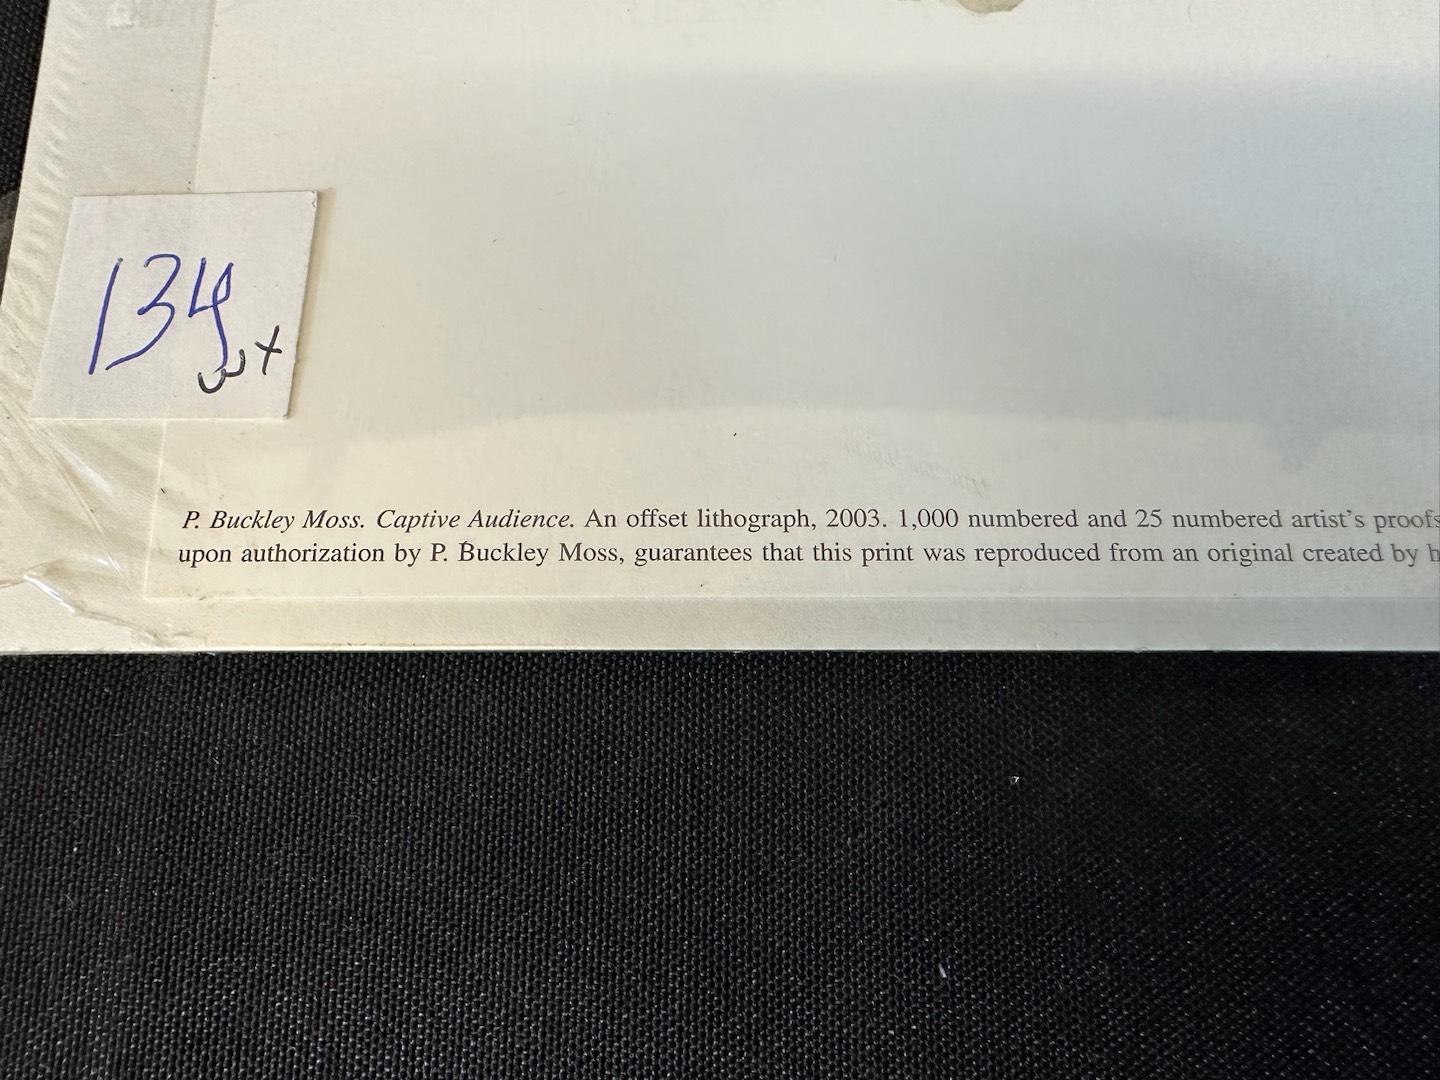 134
wx
P. Buckley Moss. Captive Audience. An offset lithograph, 2003. 1,000 numbered and 25 numbered artist's proofs
upon authorization by P. Buckley Moss, guarantees that this print was reproduced from an original created by h